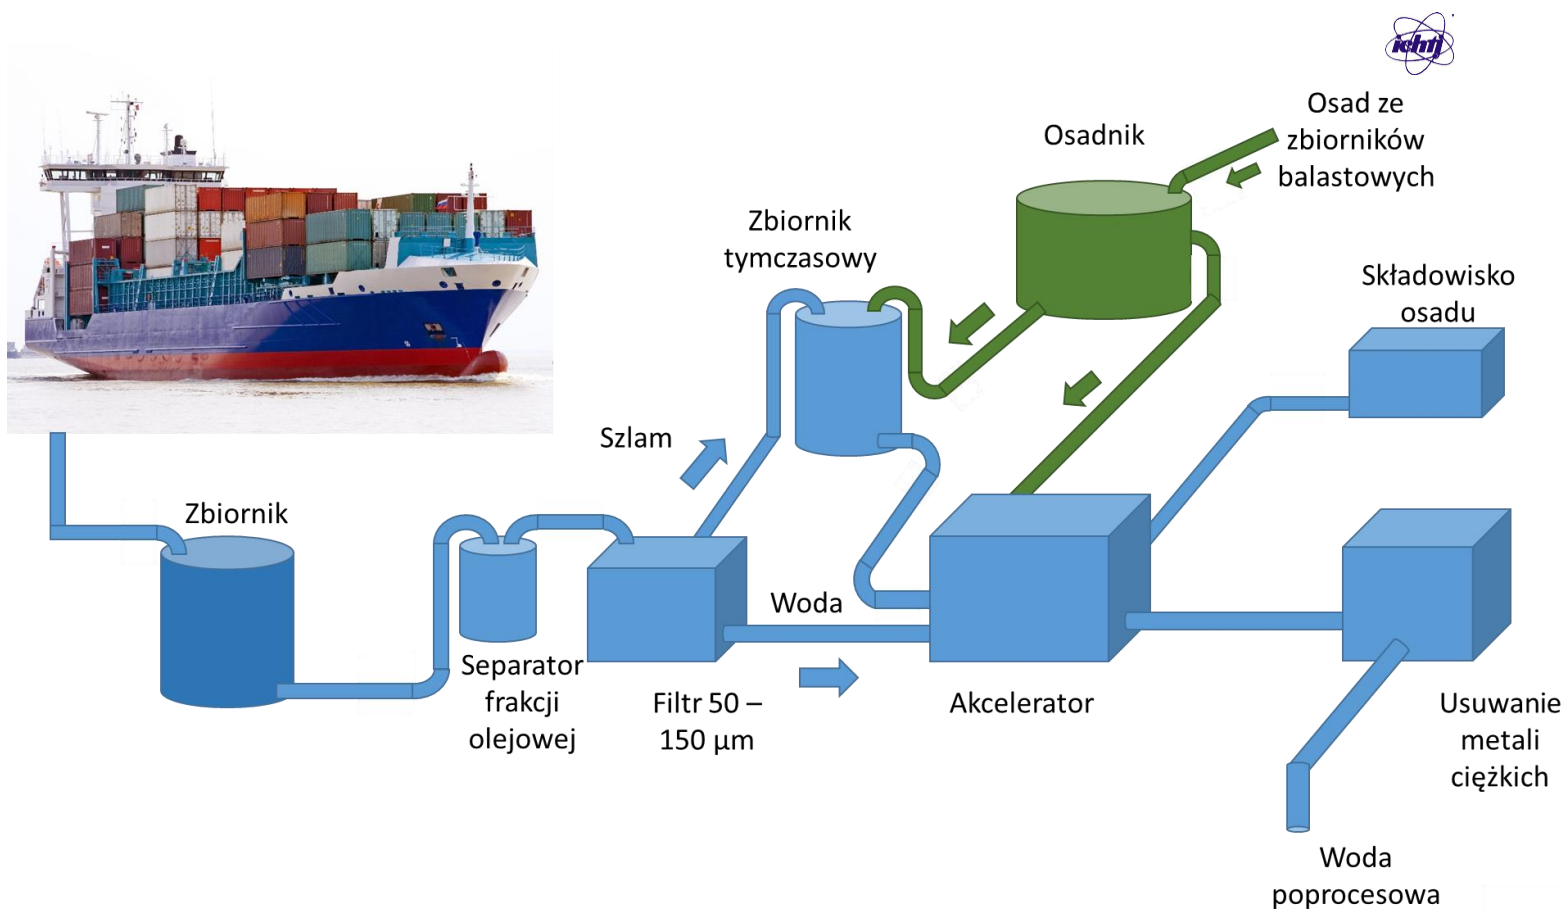 ichtj
Osad ze
zbiorników
balastowych
Osadnik
Zbiornik
tymczasowy
Składowisko
osadu
Szlam
Zbiornik
Woda
Separator
frakcji
olejowej
Filtr 50 –
150 µm
Akcelerator
Usuwanie
metali
ciężkich
Woda
poprocesowa